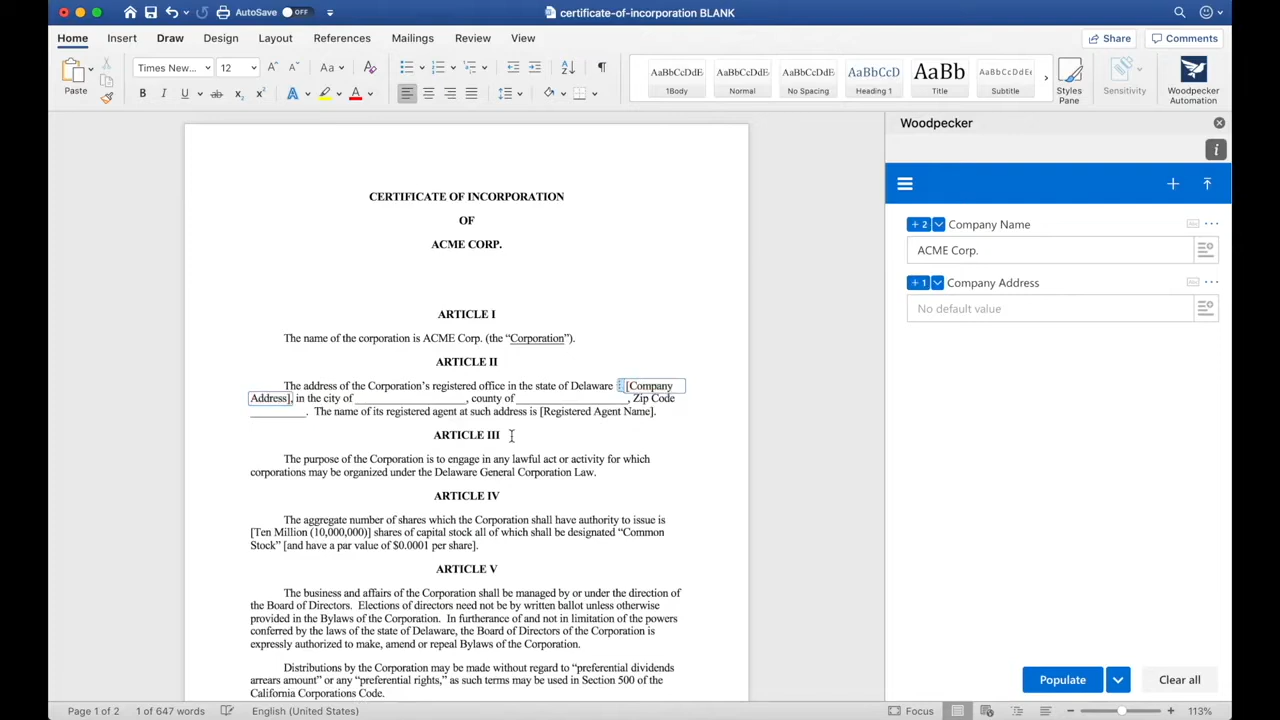 AutoSave OFF
certificate-of-incorporation BLANK
Home Insert Draw Design Layout References Mailings Review View
Share Comments
Paste
Times New... 12
AaBbCcDdE 1Body
AaBbCcDdE Normal
AaBbCcDdE No Spacing
AaBbCcD Heading 1
AaBb Title
AaBbCcDdE Subtitle
Styles Pane
Sensitivity
Woodpecker Automation
CERTIFICATE OF INCORPORATION
OF
ACME CORP.
ARTICLE I
The name of the corporation is ACME Corp. (the “Corporation”).
ARTICLE II
The address of the Corporation’s registered office in the state of Delaware [Company
Address], in the city of ____________________, county of ____________________, Zip Code
__________. The name of its registered agent at such address is [Registered Agent Name].
ARTICLE III
The purpose of the Corporation is to engage in any lawful act or activity for which
corporations may be organized under the Delaware General Corporation Law.
ARTICLE IV
The aggregate number of shares which the Corporation shall have authority to issue is
[Ten Million (10,000,000)] shares of capital stock all of which shall be designated “Common
Stock” [and have a par value of $0.0001 per share].
ARTICLE V
The business and affairs of the Corporation shall be managed by or under the direction of
the Board of Directors. Elections of directors need not be by written ballot unless otherwise
provided in the Bylaws of the Corporation. In furtherance of and not in limitation of the powers
conferred by the laws of the state of Delaware, the Board of Directors of the Corporation is
expressly authorized to make, amend or repeal Bylaws of the Corporation.
Distributions by the Corporation may be made without regard to “preferential dividends
arrears amount” or any “preferential rights,” as such terms may be used in Section 500 of the
California Corporations Code.
Woodpecker
+ 2 Company Name
ACME Corp.
+ 1 Company Address
No default value
Populate
Clear all
Page 1 of 2 1 of 647 words English (United States) Focus 113%